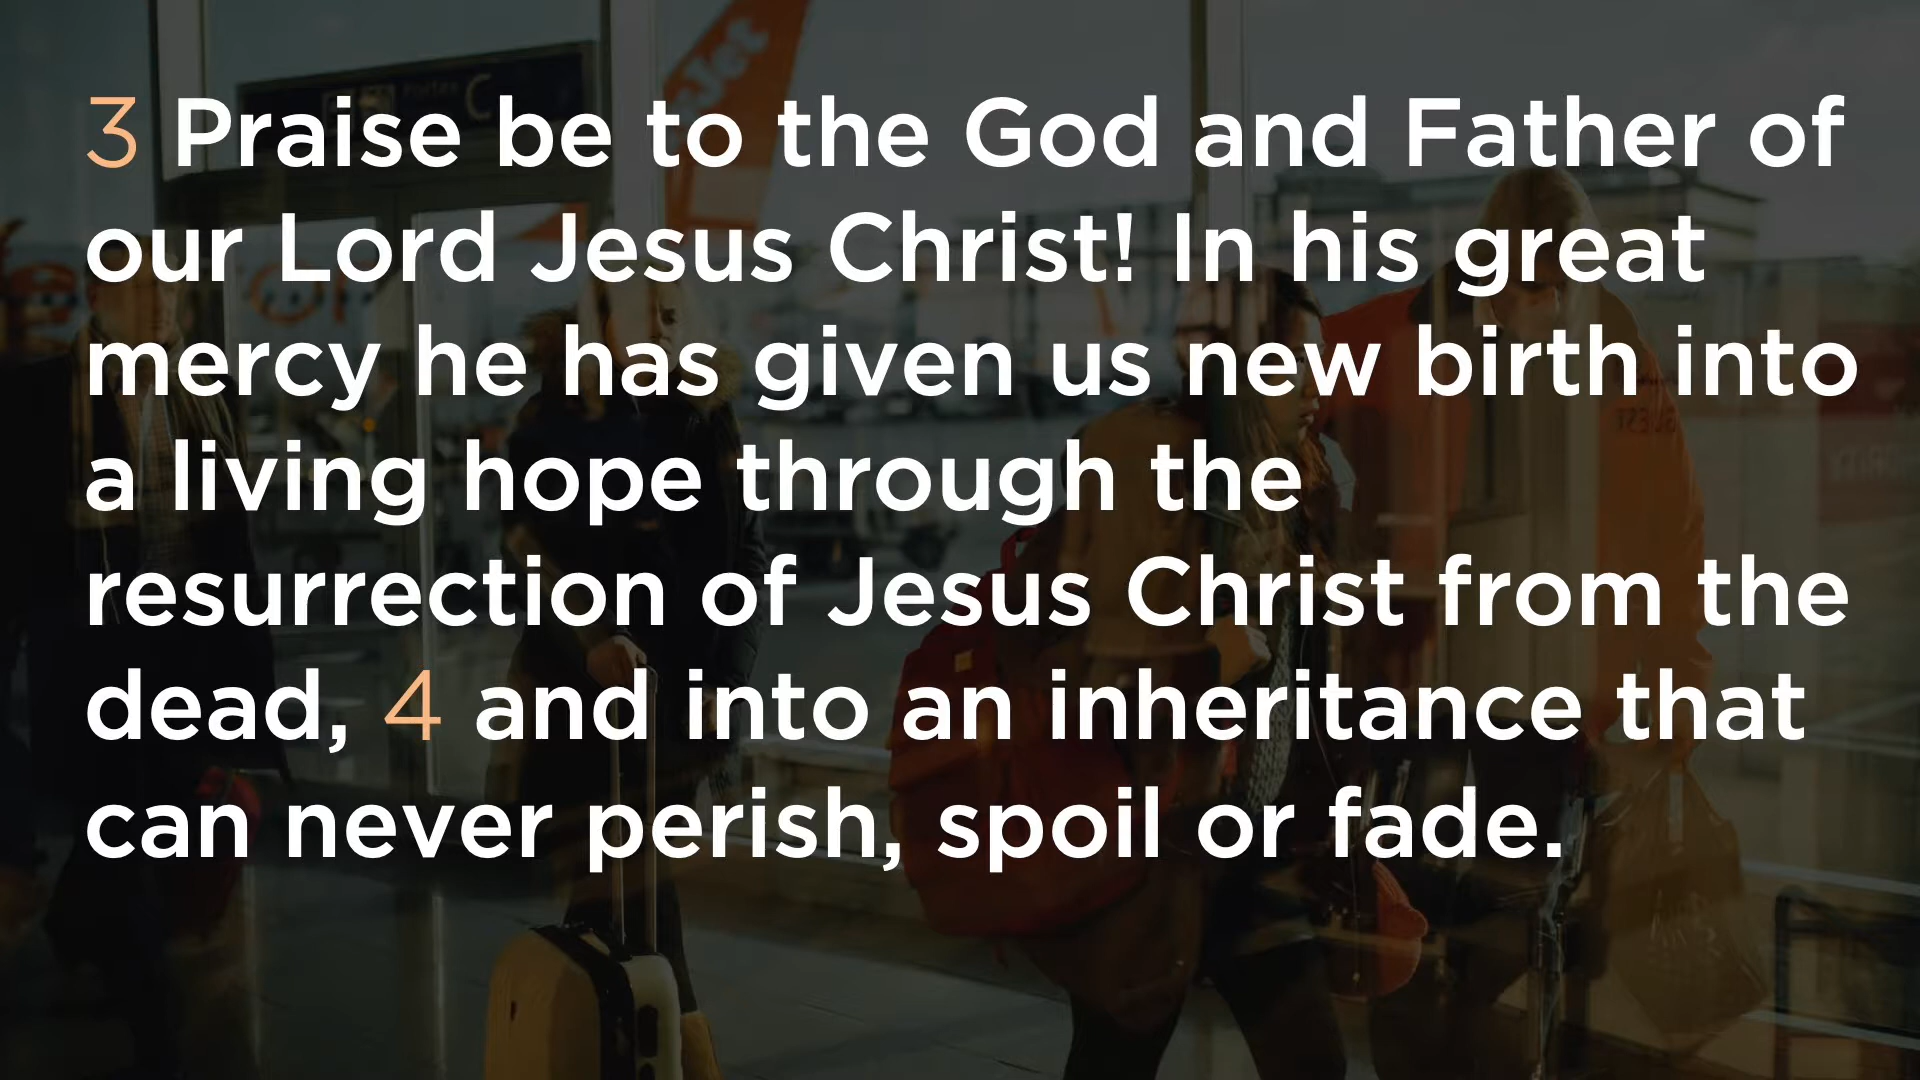 3 Praise be to the God and Father of
our Lord Jesus Christ! In his great
mercy he has given us new birth into
a living hope through the
resurrection of Jesus Christ from the
dead, 4 and into an inheritance that
can never perish, spoil or fade.